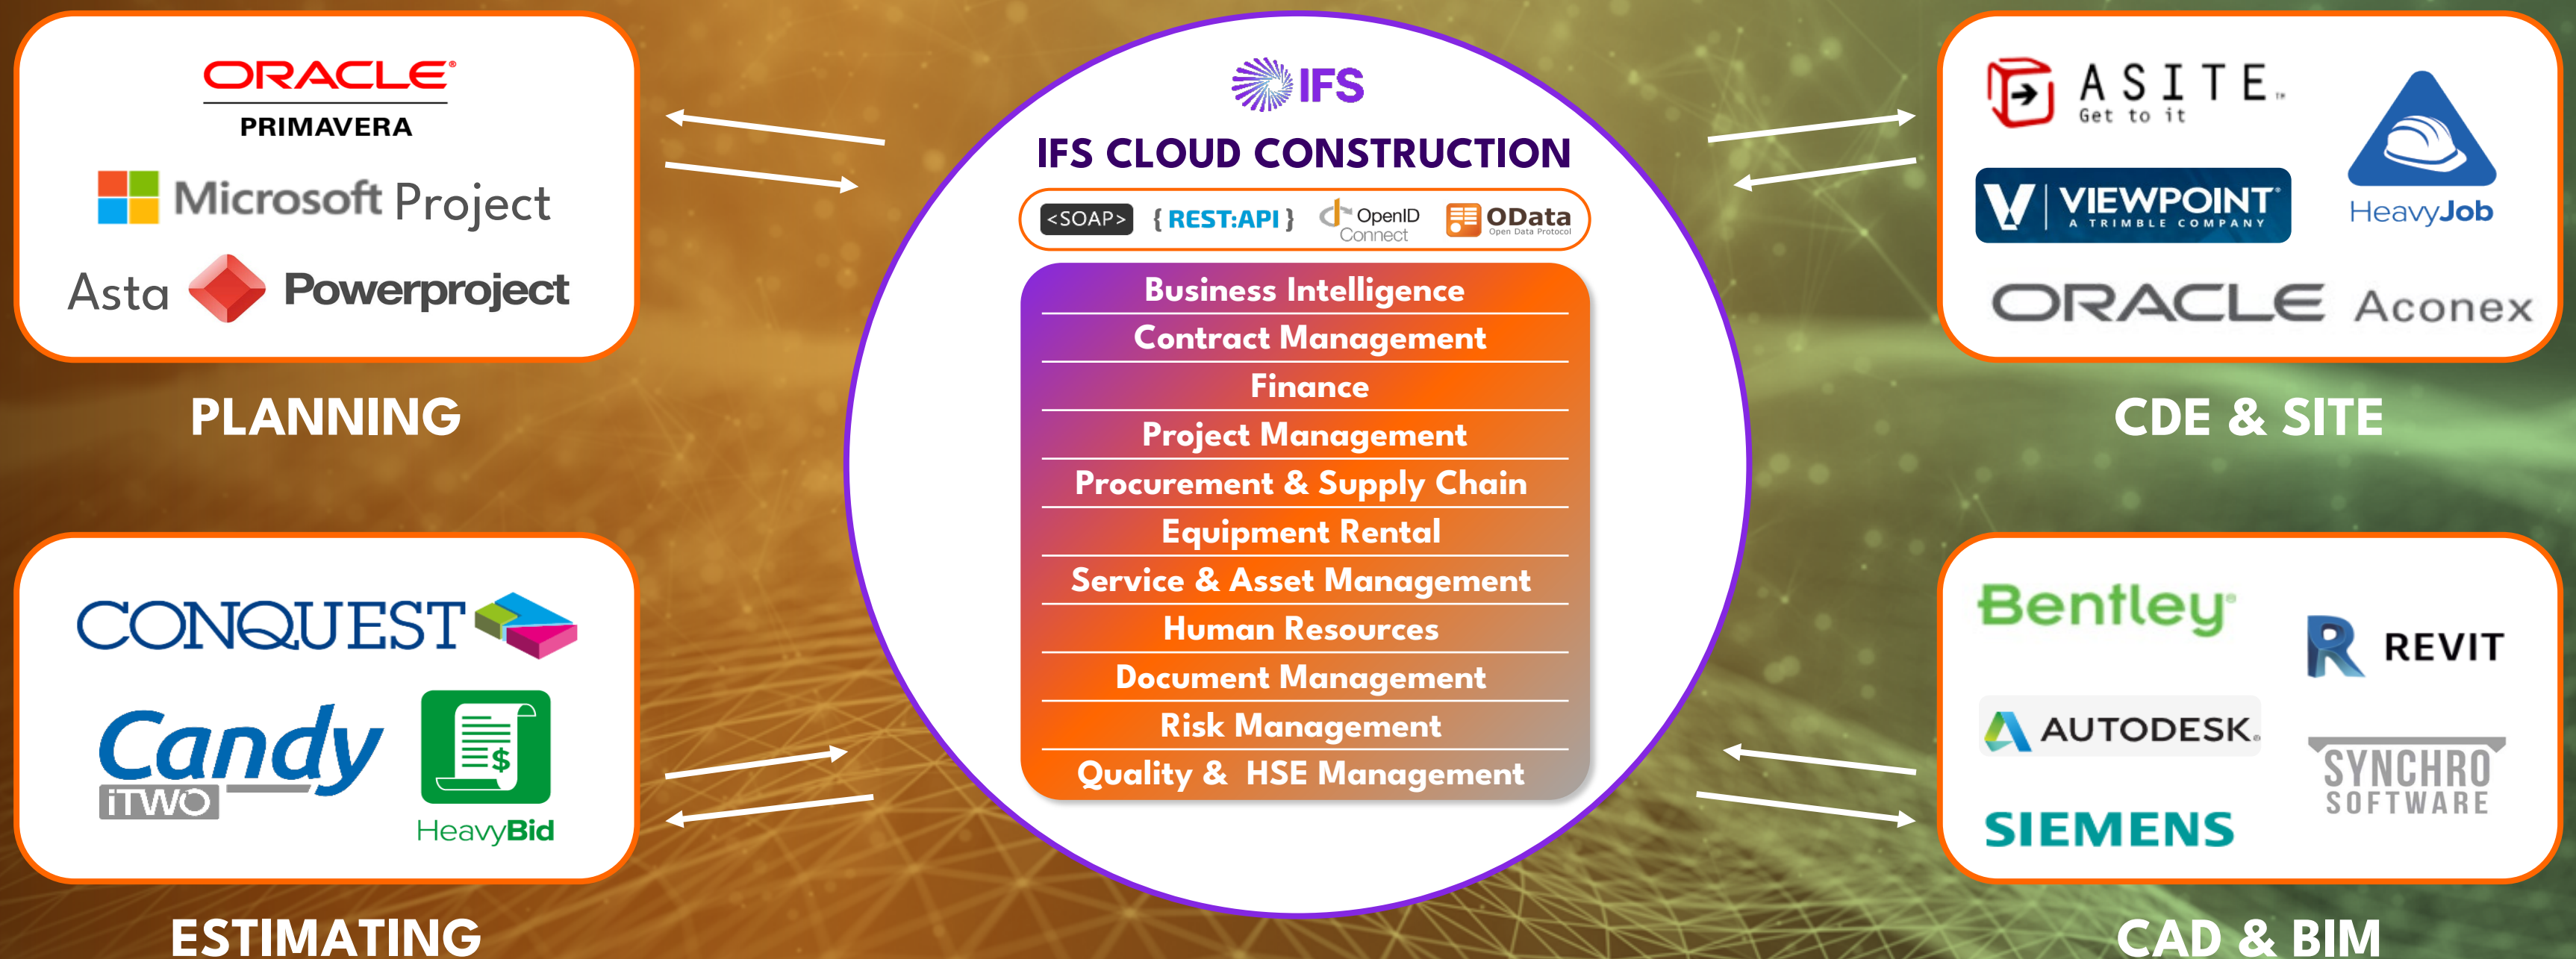 ORACLE®
PRIMAVERA
Microsoft Project
Asta Powerproject
PLANNING
CONQUEST
Candy
iTWO
$
HeavyBid
ESTIMATING
IFS
IFS CLOUD CONSTRUCTION
<SOAP> { REST:API } OpenID Connect OData Open Data Protocol
Business Intelligence
Contract Management
Finance
Project Management
Procurement & Supply Chain
Equipment Rental
Service & Asset Management
Human Resources
Document Management
Risk Management
Quality & HSE Management
ASITE™
Get to it
HeavyJob
V VIEWPOINT®
A TRIMBLE COMPANY
ORACLE Aconex
CDE & SITE
Bentley®
R REVIT
AUTODESK®
SYNCHRO
SOFTWARE
SIEMENS
CAD & BIM